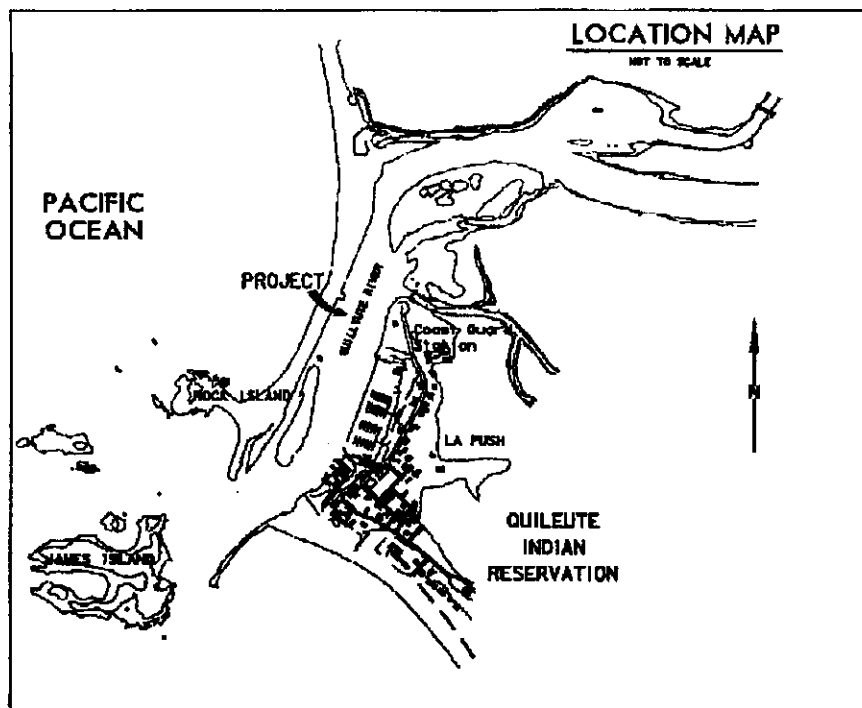 LOCATION MAP
NOT TO SCALE
PACIFIC
OCEAN
PROJECT
RIVER
Coast Guard
Station
ROCK ISLAND
LA PUSH
QUILEUTE
INDIAN
RESERVATION
JAMES ISLAND
N